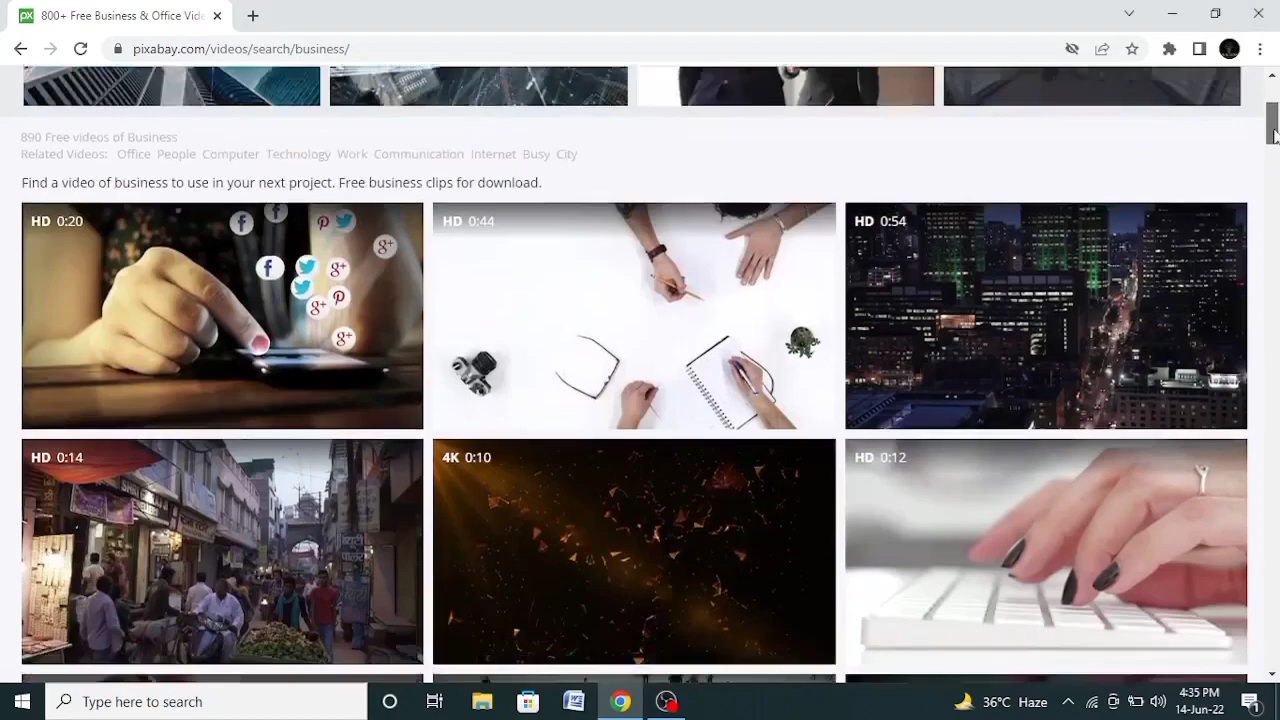 800+ Free Business & Office Vide
pixabay.com/videos/search/business/
890 Free videos of Business
Related Videos: Office People Computer Technology Work Communication Internet Busy City
Find a video of business to use in your next project. Free business clips for download.
HD 0:20
HD 0:44
HD 0:54
HD 0:14
4K 0:10
HD 0:12
Type here to search
36°C Haze
4:35 PM
14-Jun-22